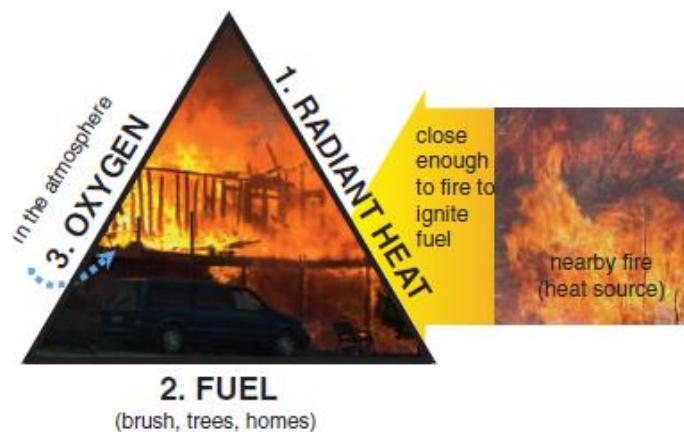 in the atmosphere
3. OXYGEN
1. RADIANT HEAT
close
enough
to fire to
ignite
fuel
nearby fire
(heat source)
2. FUEL
(brush, trees, homes)